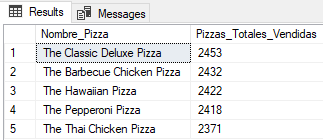 Results Messages
Nombre_Pizza Pizzas_Totales_Vendidas
1 The Classic Deluxe Pizza 2453
2 The Barbecue Chicken Pizza 2432
3 The Hawaiian Pizza 2422
4 The Pepperoni Pizza 2418
5 The Thai Chicken Pizza 2371